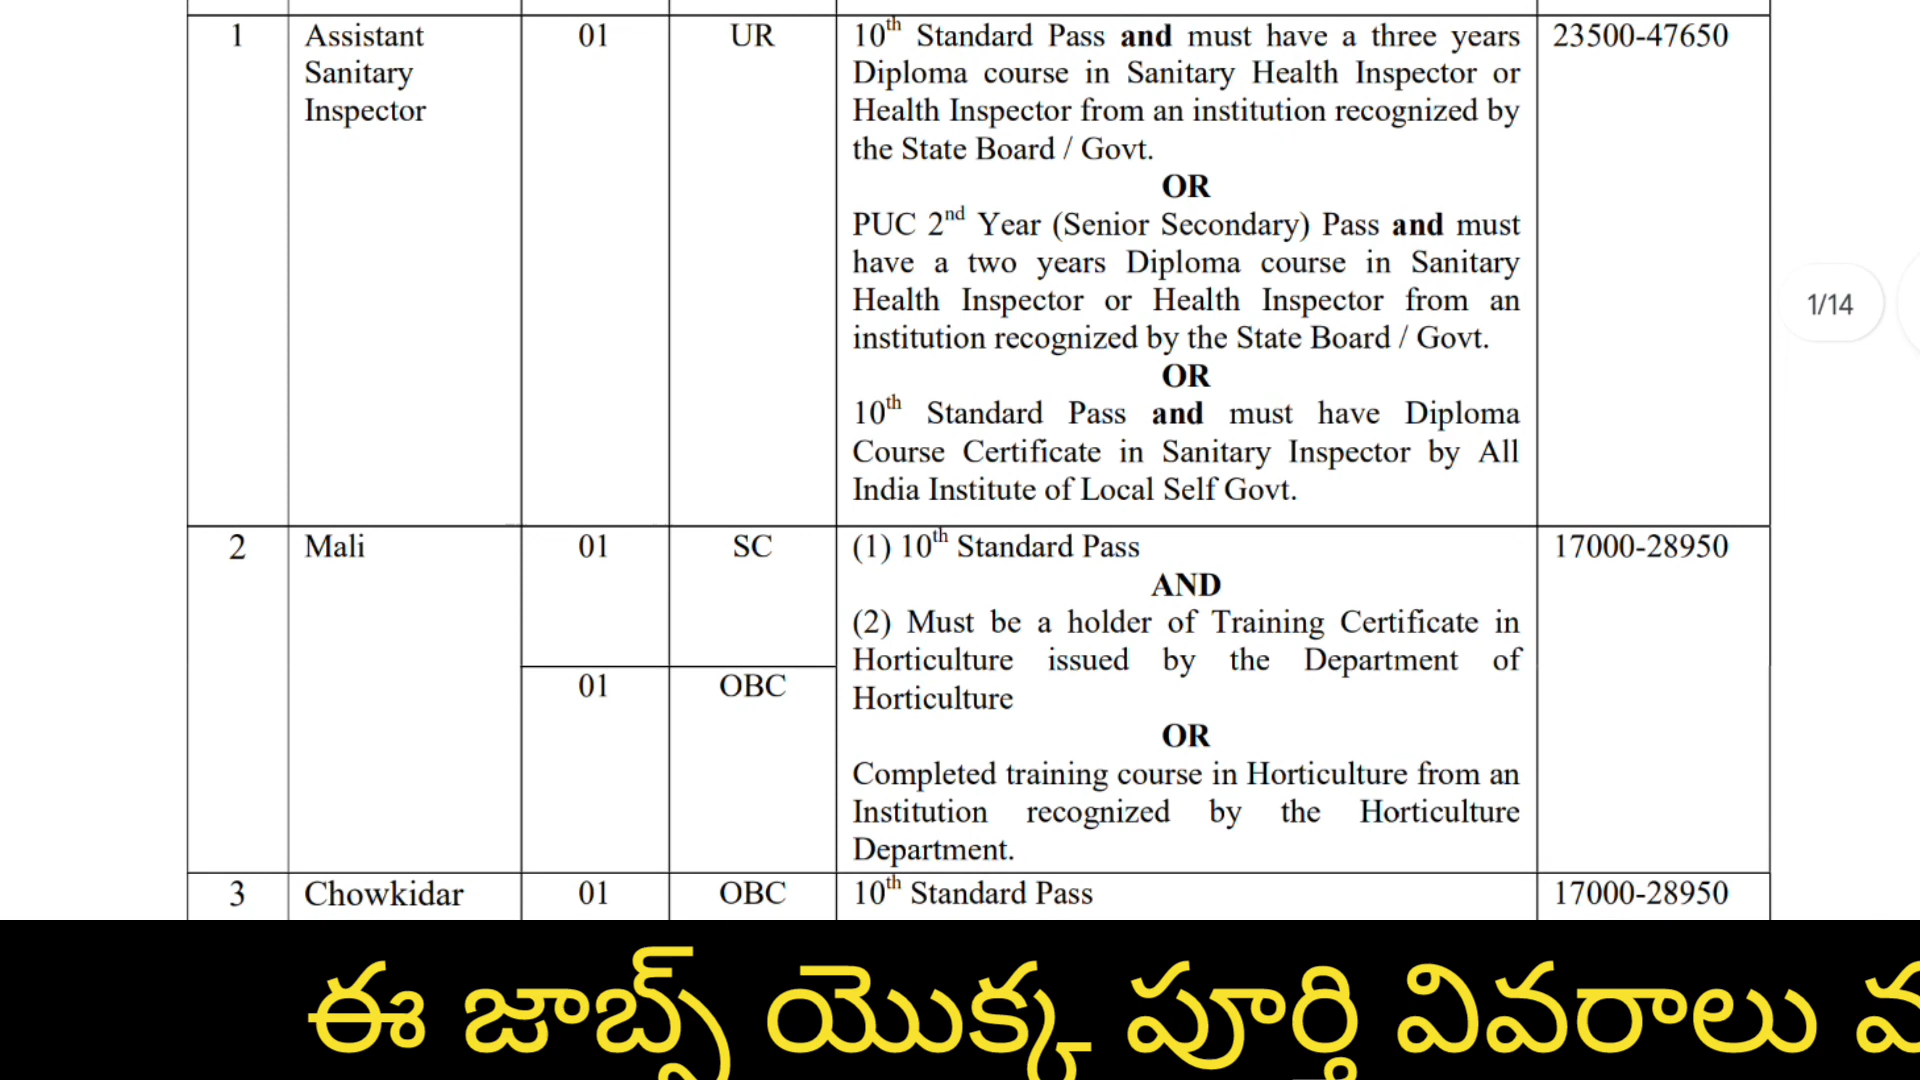 1 Assistant Sanitary Inspector 01 UR 10th Standard Pass and must have a three years 23500-47650
Diploma course in Sanitary Health Inspector or
Health Inspector from an institution recognized by
the State Board / Govt.
OR
PUC 2nd Year (Senior Secondary) Pass and must
have a two years Diploma course in Sanitary
Health Inspector or Health Inspector from an
institution recognized by the State Board / Govt.
OR
10th Standard Pass and must have Diploma
Course Certificate in Sanitary Inspector by All
India Institute of Local Self Govt.
2 Mali 01 SC (1) 10th Standard Pass 17000-28950
AND
(2) Must be a holder of Training Certificate in
Horticulture issued by the Department of
01 OBC
Horticulture
OR
Completed training course in Horticulture from an
Institution recognized by the Horticulture
Department.
3 Chowkidar 01 OBC 10th Standard Pass 17000-28950
1/14
ఈ జాబ్స్ యొక్క పూర్తి వివరాలు